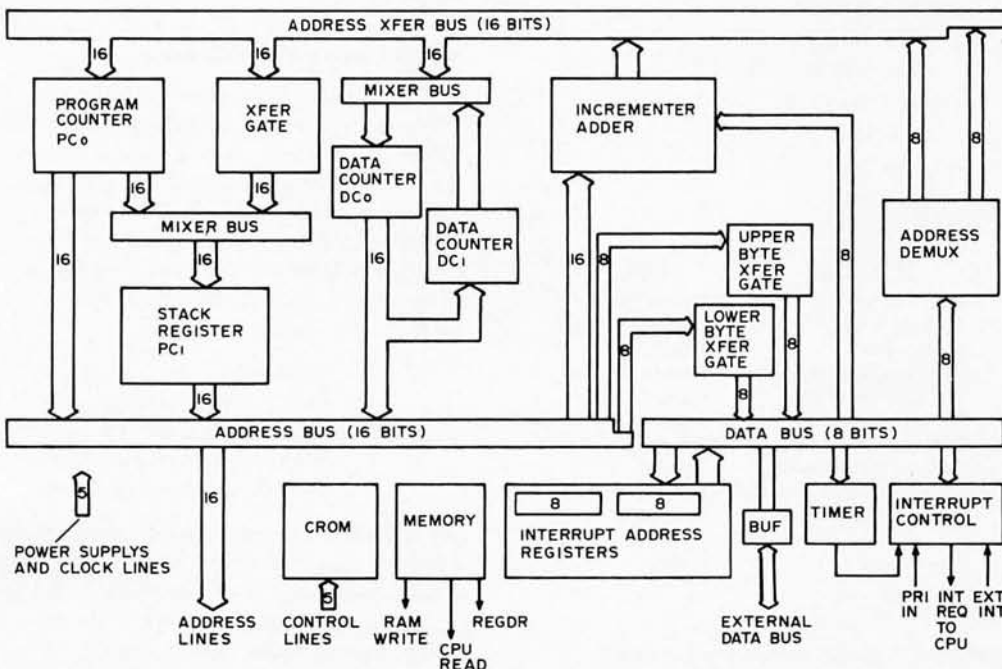 ADDRESS XFER BUS (16 BITS)
16
16
16
8
8
PROGRAM
COUNTER
PC0
XFER
GATE
MIXER BUS
INCREMENTER
ADDER
16
16
DATA
COUNTER
DC0
MIXER BUS
DATA
COUNTER
DC1
UPPER
BYTE
XFER
GATE
ADDRESS
DEMUX
16
16
16
16
8
8
STACK
REGISTER
PC1
LOWER
BYTE
XFER
GATE
8
8
8
8
16
ADDRESS BUS (16 BITS)
DATA BUS (8 BITS)
5
POWER SUPPLYS
AND CLOCK LINES
16
ADDRESS
LINES
CROM
5
CONTROL
LINES
MEMORY
RAM
WRITE
CPU
READ
REGDR
8
8
INTERRUPT ADDRESS
REGISTERS
BUF
EXTERNAL
DATA BUS
TIMER
INTERRUPT
CONTROL
PRI
IN
INT
REQ
TO
CPU
EXT
INT